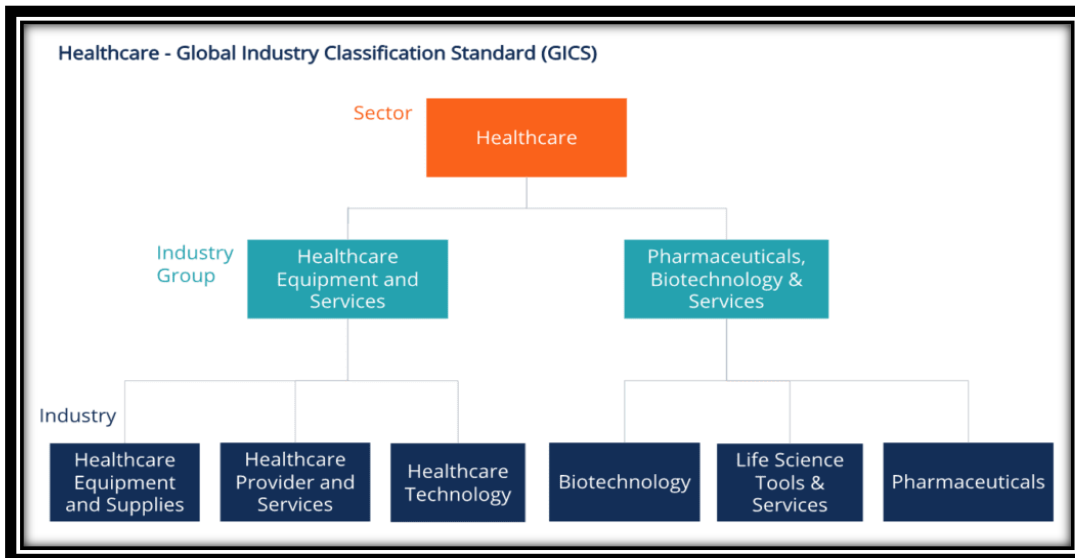 Healthcare - Global Industry Classification Standard (GICS)
Sector
Healthcare
Industry
Group
Healthcare
Equipment and
Services
Pharmaceuticals,
Biotechnology &
Services
Industry
Healthcare
Equipment
and Supplies
Healthcare
Provider and
Services
Healthcare
Technology
Biotechnology
Life Science
Tools &
Services
Pharmaceuticals